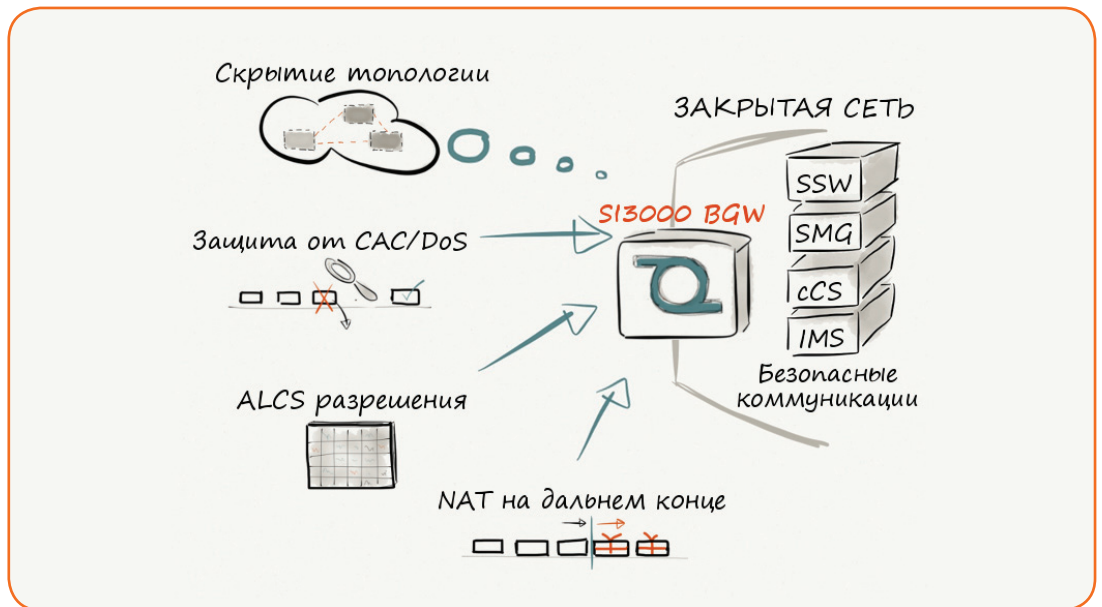 Скрытие топологии
ЗАКРЫТАЯ СЕТЬ
SSW
SI3000 BGW
SMG
Защита от CAC/DoS
cCS
IMS
Безопасные
коммуникации
ALCS разрешения
NAT на дальнем конце